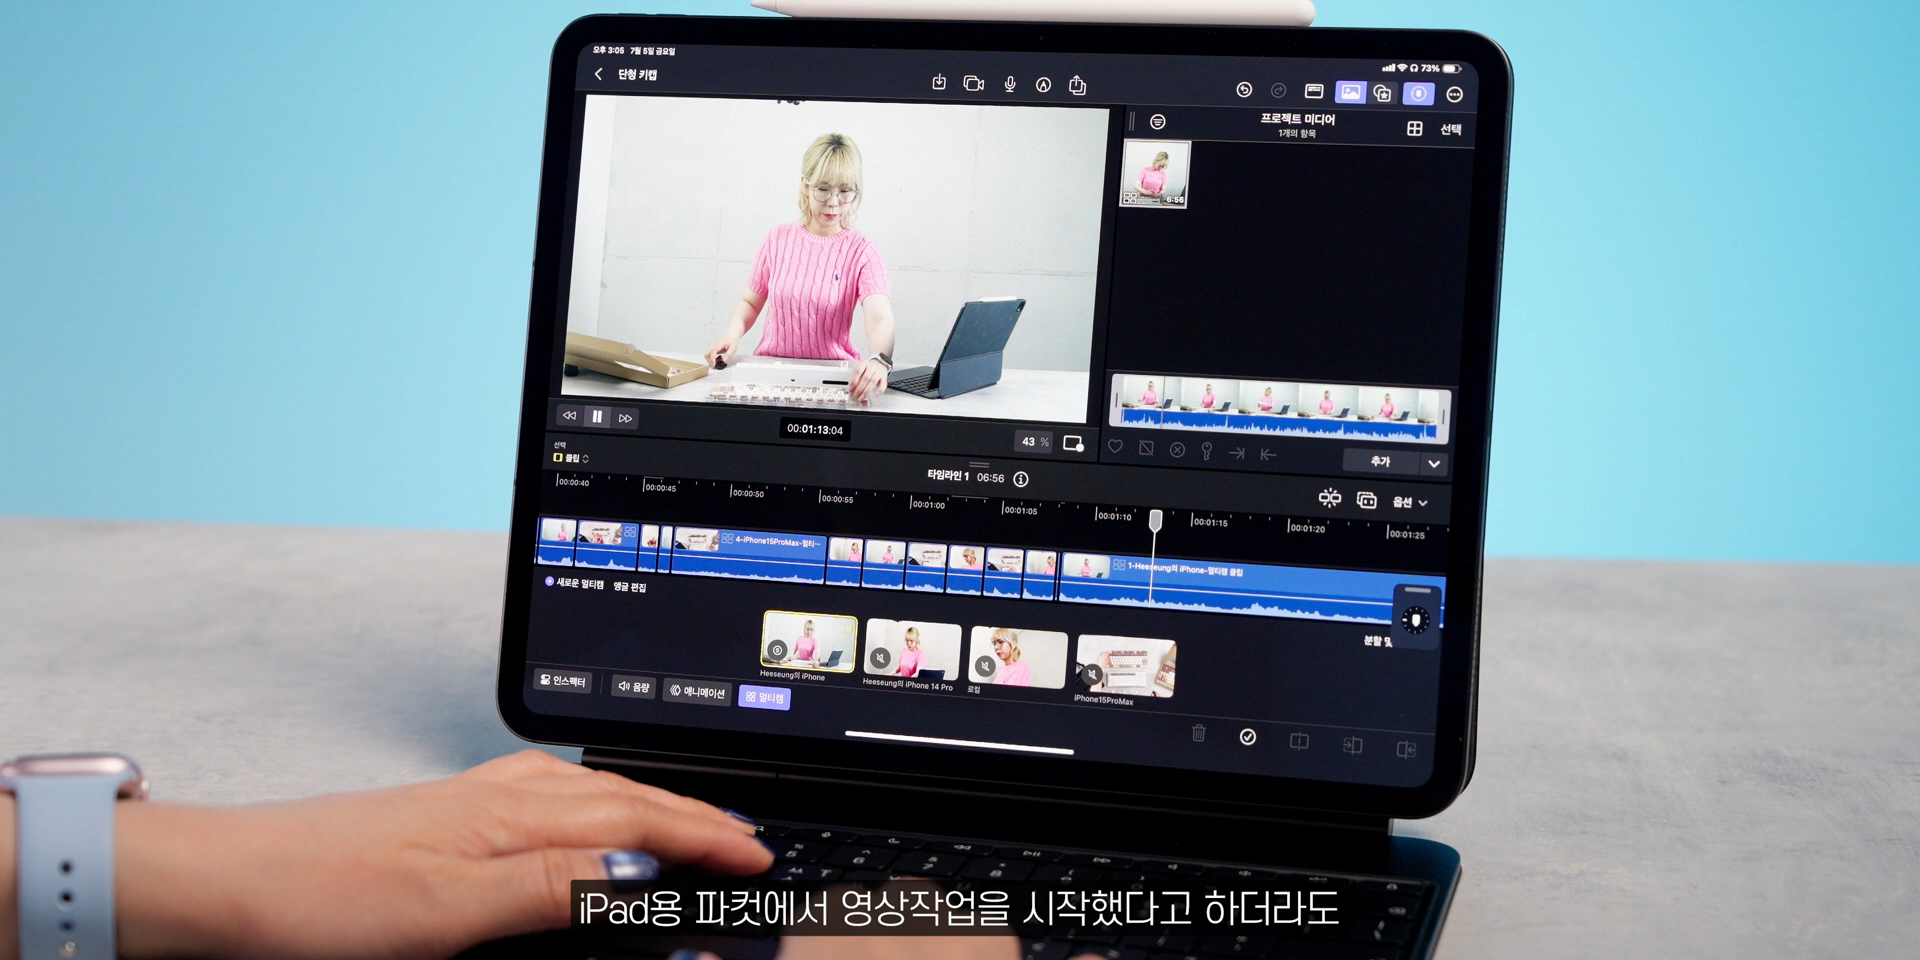 오후 3:05 7월 5일 금요일
73%
단청 키캡
프로젝트 미디어
1개의 항목
선택
6:56
00:01:13:04
43 %
추가
선택
클립
타임라인 1 06:56
옵션
00:00:40
00:00:45
00:00:50
00:00:55
00:01:00
00:01:05
00:01:10
00:01:15
00:01:20
00:01:25
4-iPhone15ProMax-멀티…
1-Heeseung의 iPhone-멀티캠 클립
새로운 멀티캠 앵글 편집
분할 및
Heeseung의 iPhone
Heeseung의 iPhone 14 Pro
로컬
iPhone15ProMax
인스펙터
음량
애니메이션
멀티캠
iPad용 파컷에서 영상작업을 시작했다고 하더라도